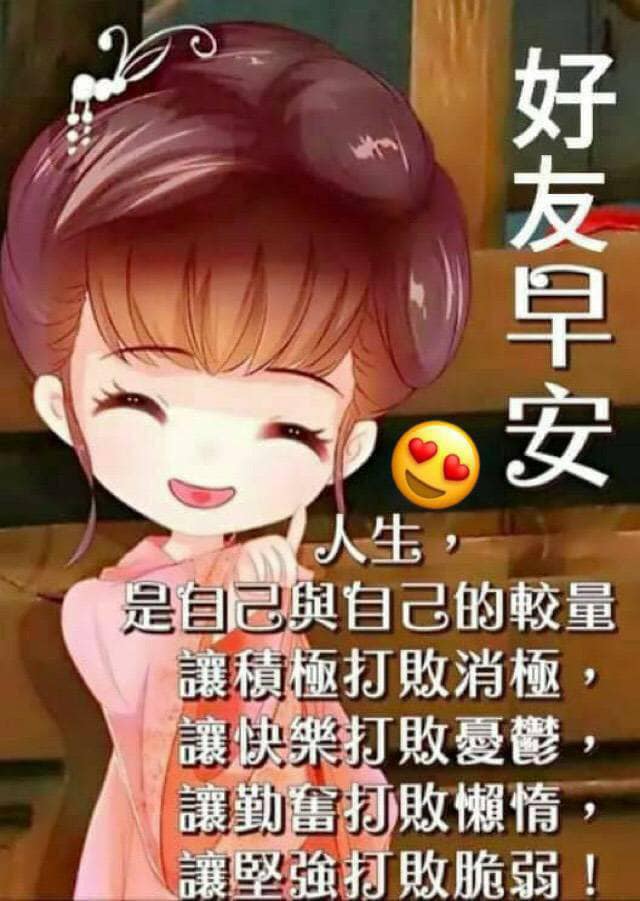 好友早安
人生，
是自己與自己的較量
讓積極打敗消極，
讓快樂打敗憂鬱，
讓勤奮打敗懶惰，
讓堅強打敗脆弱！